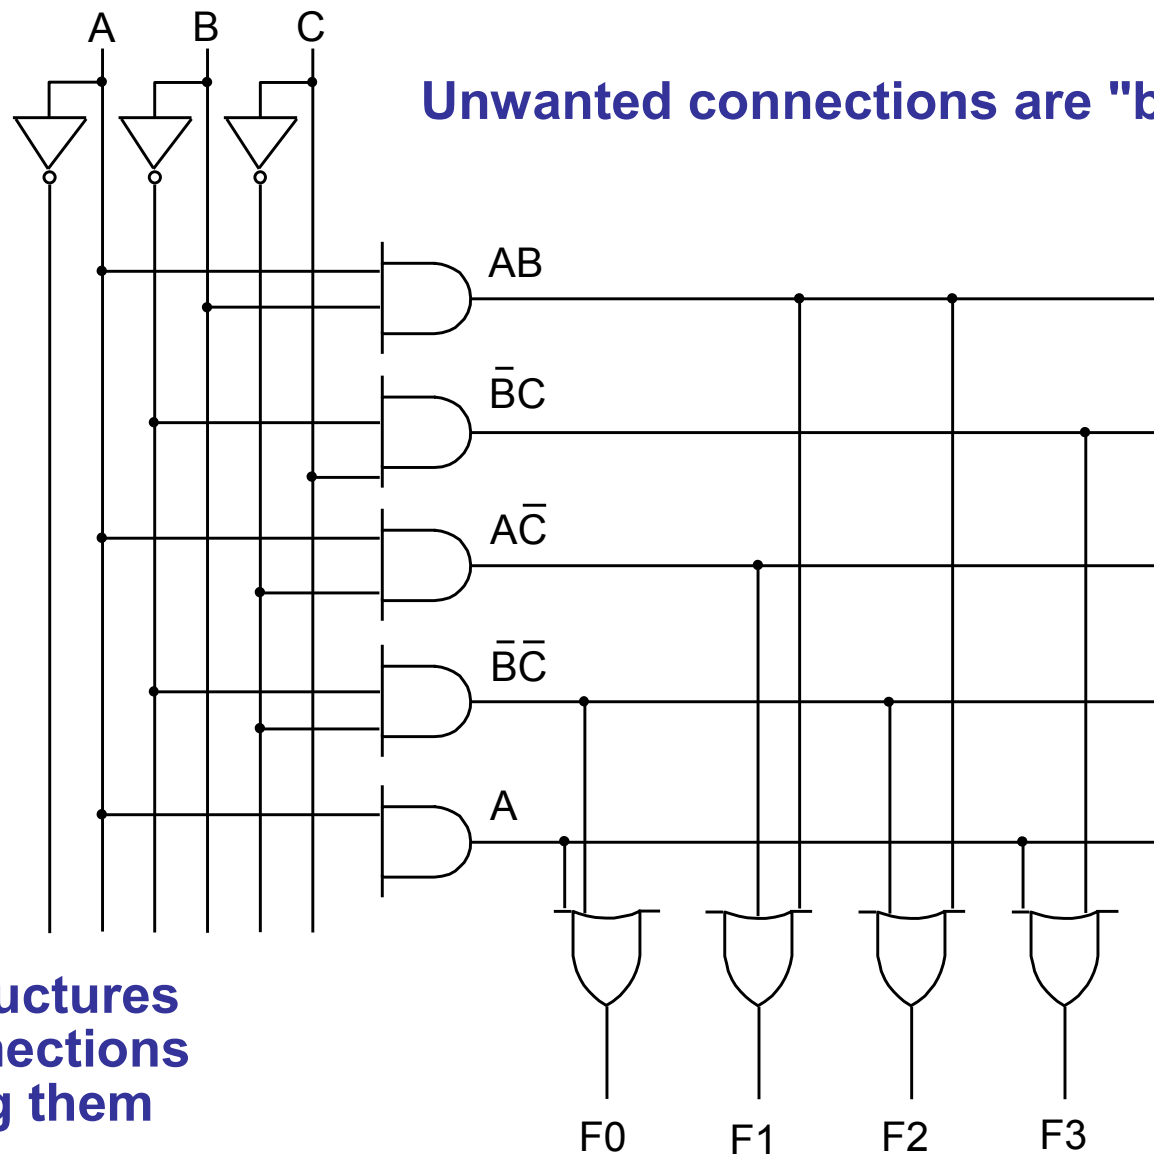 A B C
Unwanted connections are "b
AB
B̅C
AC̅
B̅C̅
A
uctures
nections
g them
F0 F1 F2 F3